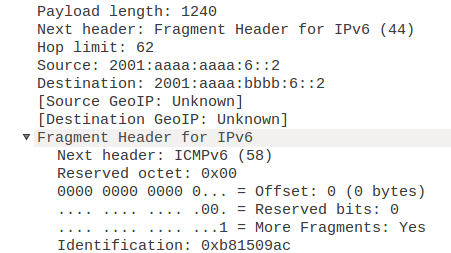 Payload length: 1240
Next header: Fragment Header for IPv6 (44)
Hop limit: 62
Source: 2001:aaaa:aaaa:6::2
Destination: 2001:aaaa:bbbb:6::2
[Source GeoIP: Unknown]
[Destination GeoIP: Unknown]
Fragment Header for IPv6
Next header: ICMPv6 (58)
Reserved octet: 0x00
0000 0000 0000 0... = Offset: 0 (0 bytes)
.... .... .... .00. = Reserved bits: 0
.... .... .... ...1 = More Fragments: Yes
Identification: 0xb81509ac